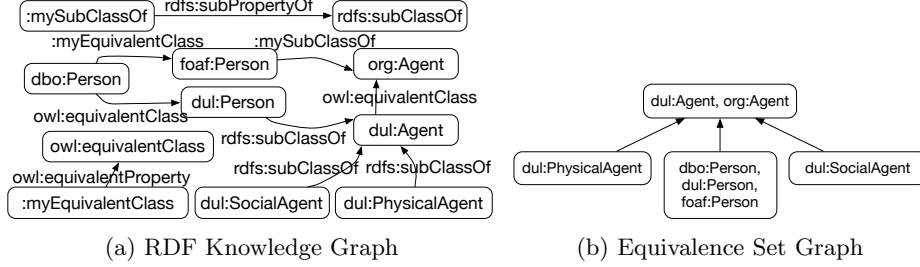 :mySubClassOf
rdfs:subPropertyOf
rdfs:subClassOf
:myEquivalentClass
:mySubClassOf
dbo:Person
foaf:Person
org:Agent
dul:Person
owl:equivalentClass
owl:equivalentClass
dul:Agent
rdfs:subClassOf
owl:equivalentClass
rdfs:subClassOf
rdfs:subClassOf
owl:equivalentProperty
:myEquivalentClass
dul:SocialAgent
dul:PhysicalAgent
(a) RDF Knowledge Graph
dul:Agent, org:Agent
dul:PhysicalAgent
dbo:Person,
dul:Person,
foaf:Person
dul:SocialAgent
(b) Equivalence Set Graph